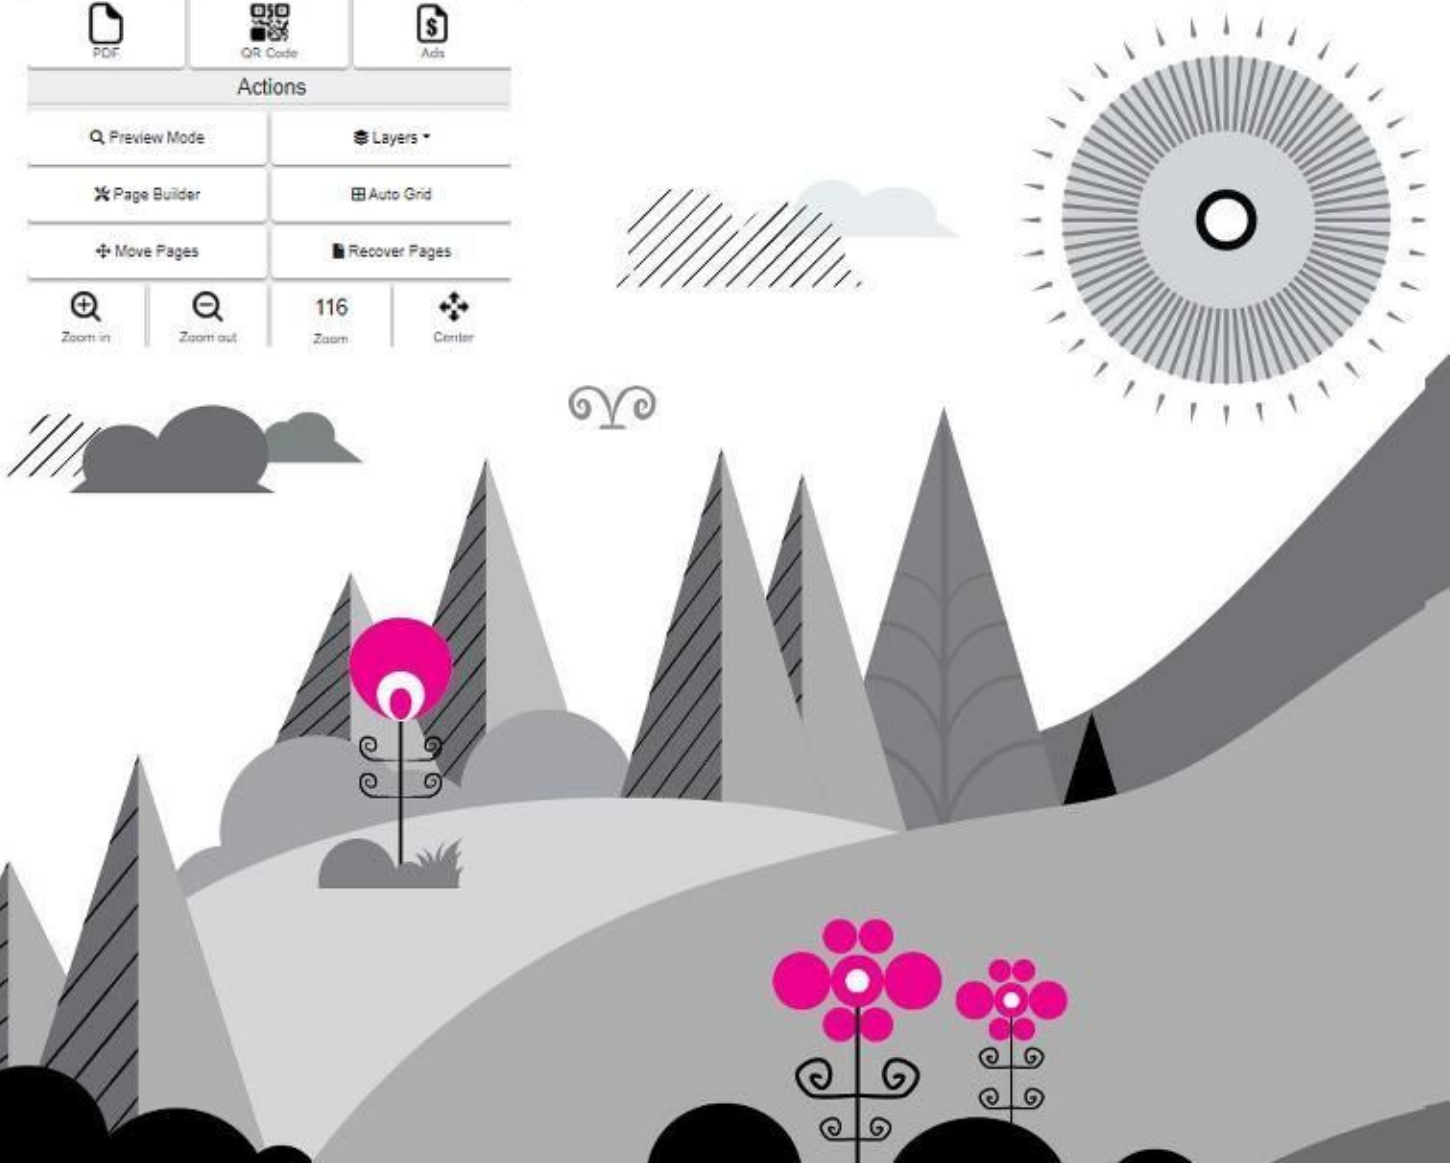 PDF QR Code Ads
Actions
Preview Mode Layers
Page Builder Auto Grid
Move Pages Recover Pages
116
Zoom in Zoom out Zoom Center